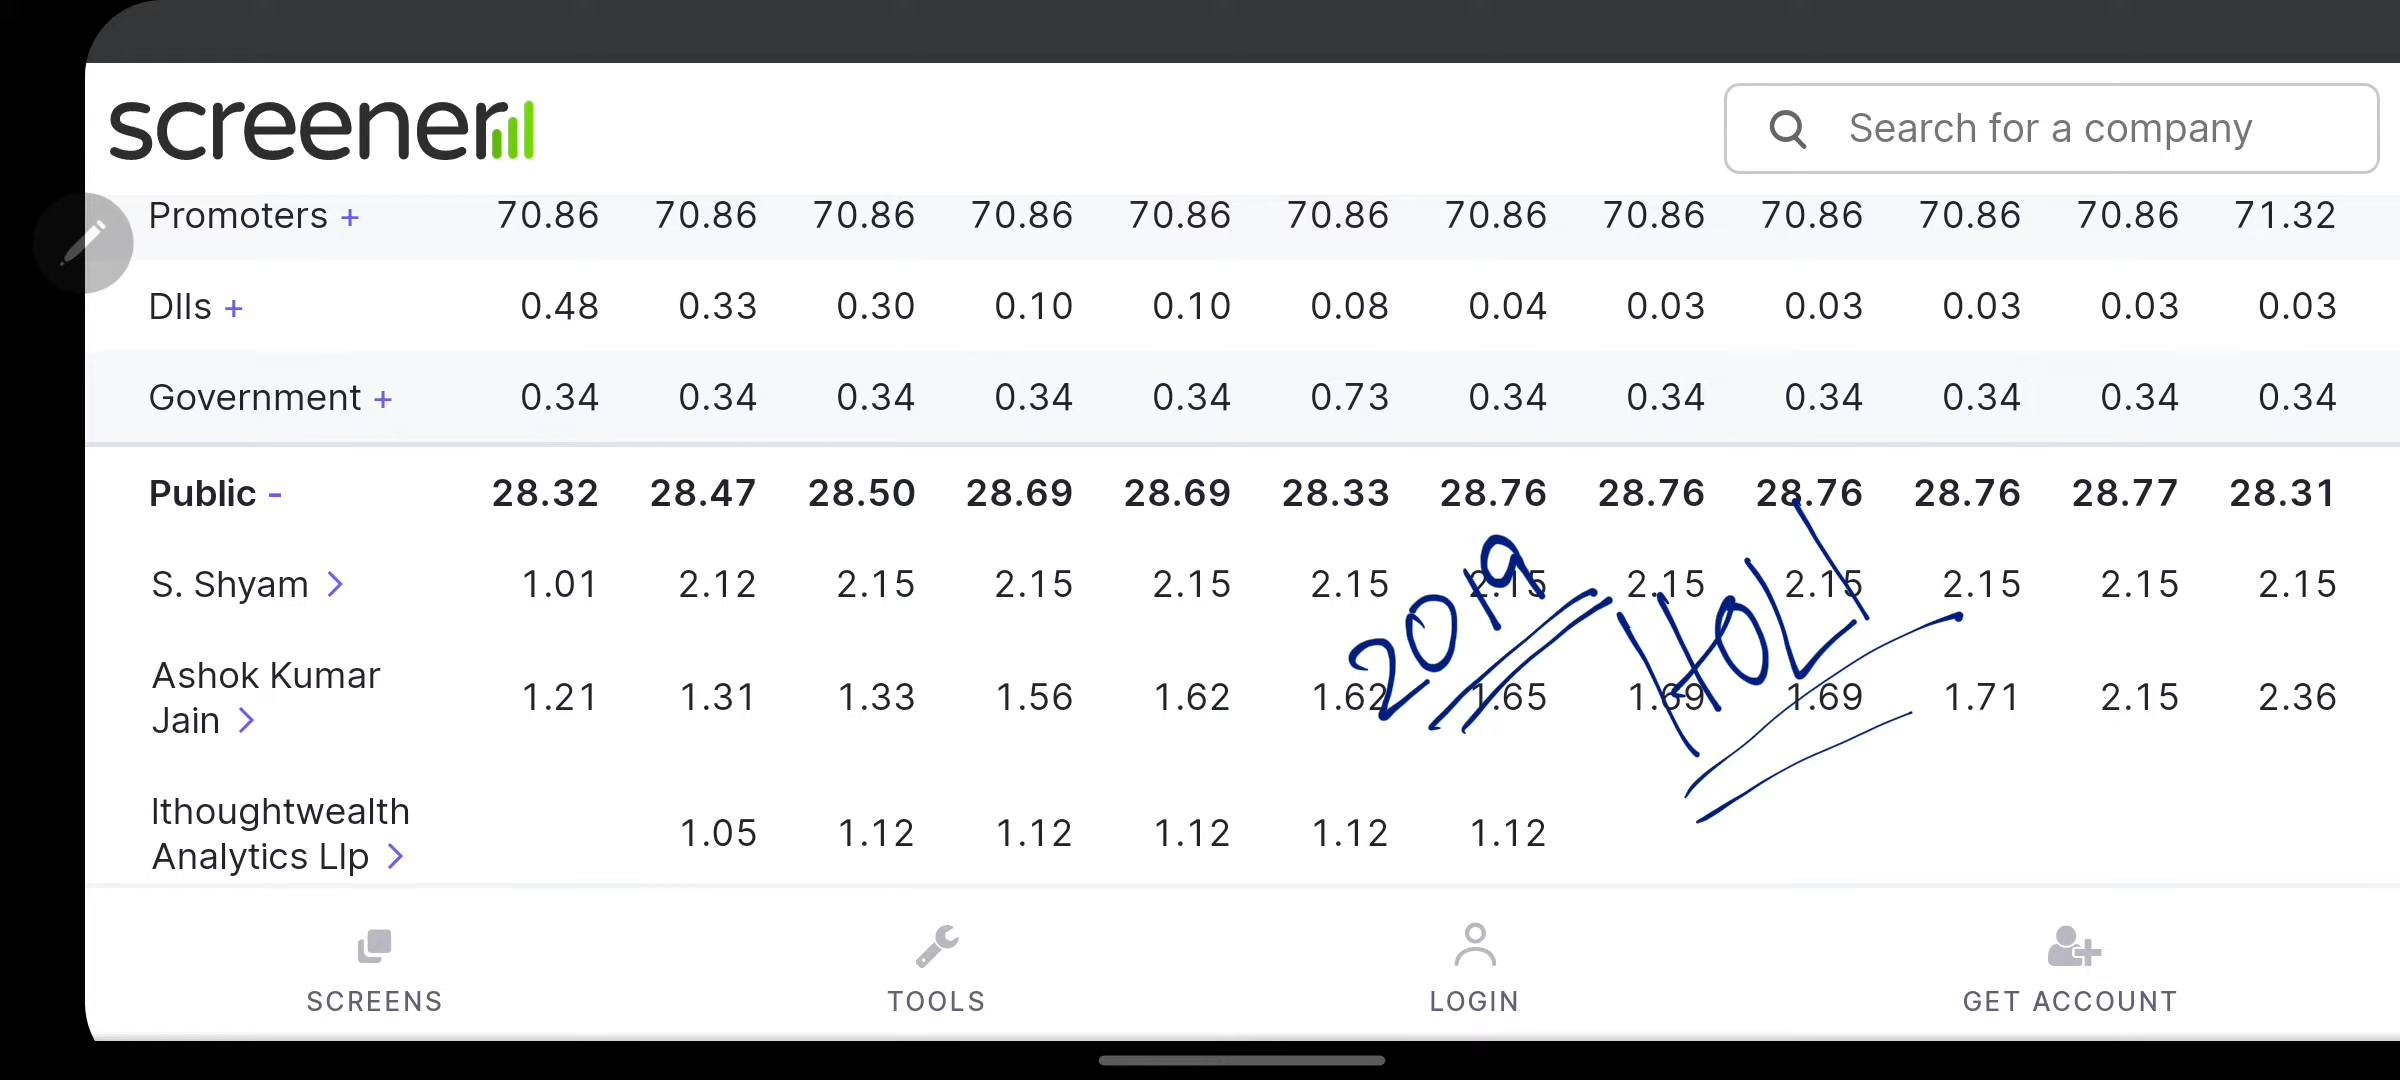 screener
Search for a company
Promoters + 70.86 70.86 70.86 70.86 70.86 70.86 70.86 70.86 70.86 70.86 70.86 71.32
DIIs + 0.48 0.33 0.30 0.10 0.10 0.08 0.04 0.03 0.03 0.03 0.03 0.03
Government + 0.34 0.34 0.34 0.34 0.34 0.73 0.34 0.34 0.34 0.34 0.34 0.34
Public - 28.32 28.47 28.50 28.69 28.69 28.33 28.76 28.76 28.76 28.76 28.77 28.31
S. Shyam > 1.01 2.12 2.15 2.15 2.15 2.15 2.15 2.15 2.15 2.15 2.15 2.15
Ashok Kumar
Jain > 1.21 1.31 1.33 1.56 1.62 1.62 1.65 1.69 1.69 1.71 2.15 2.36
Ithoughtwealth
Analytics Llp > 1.05 1.12 1.12 1.12 1.12 1.12
2019 HOLI
SCREENS
TOOLS
LOGIN
GET ACCOUNT